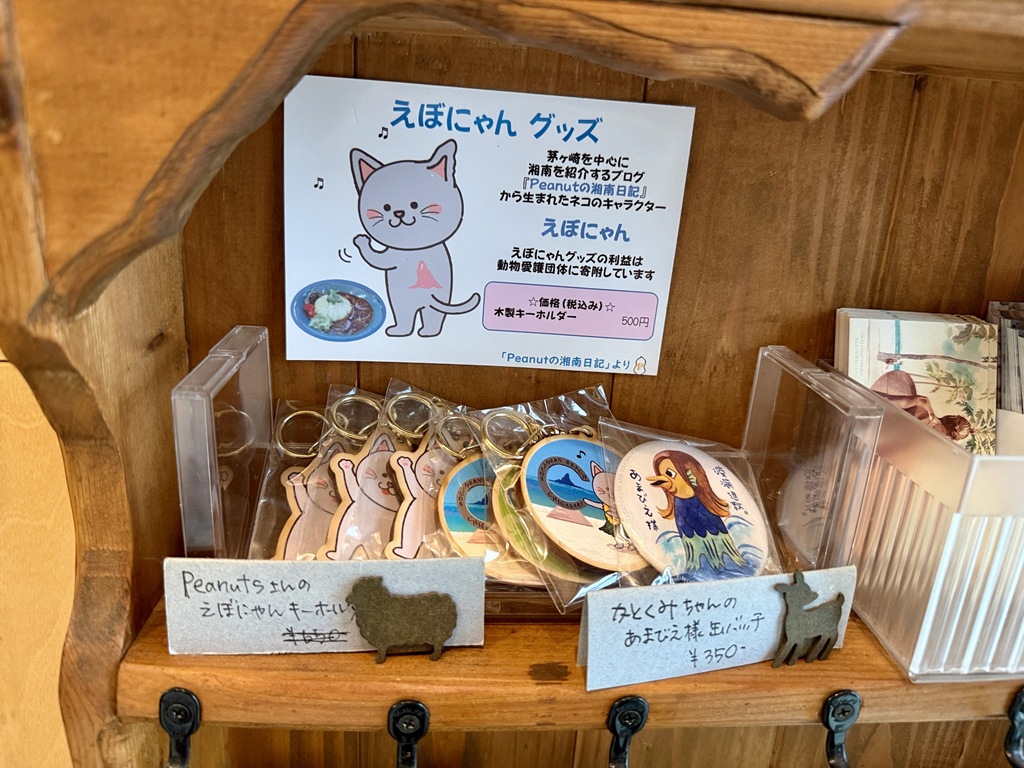 えぼにゃん グッズ
茅ヶ崎を中心に
湘南を紹介するブログ
『Peanutの湘南日記』
から生まれたネコのキャラクター
えぼにゃん
えぼにゃんグッズの利益は
動物愛護団体に寄附しています
☆価格(税込み)☆
木製キーホルダー 500円
「Peanutの湘南日記」より
あまびえ様
Peanutsさんの
えぼにゃんキーホル
¥650
かとくみちゃんの
あまびえ様缶バッチ
¥350-